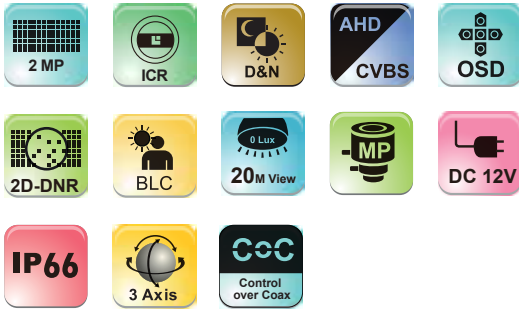 2 MP
ICR
D&N
AHD
CVBS
OSD
2D-DNR
BLC
0 Lux
20M View
MP
DC 12V
IP66
3 Axis
CoC
Control
over Coax